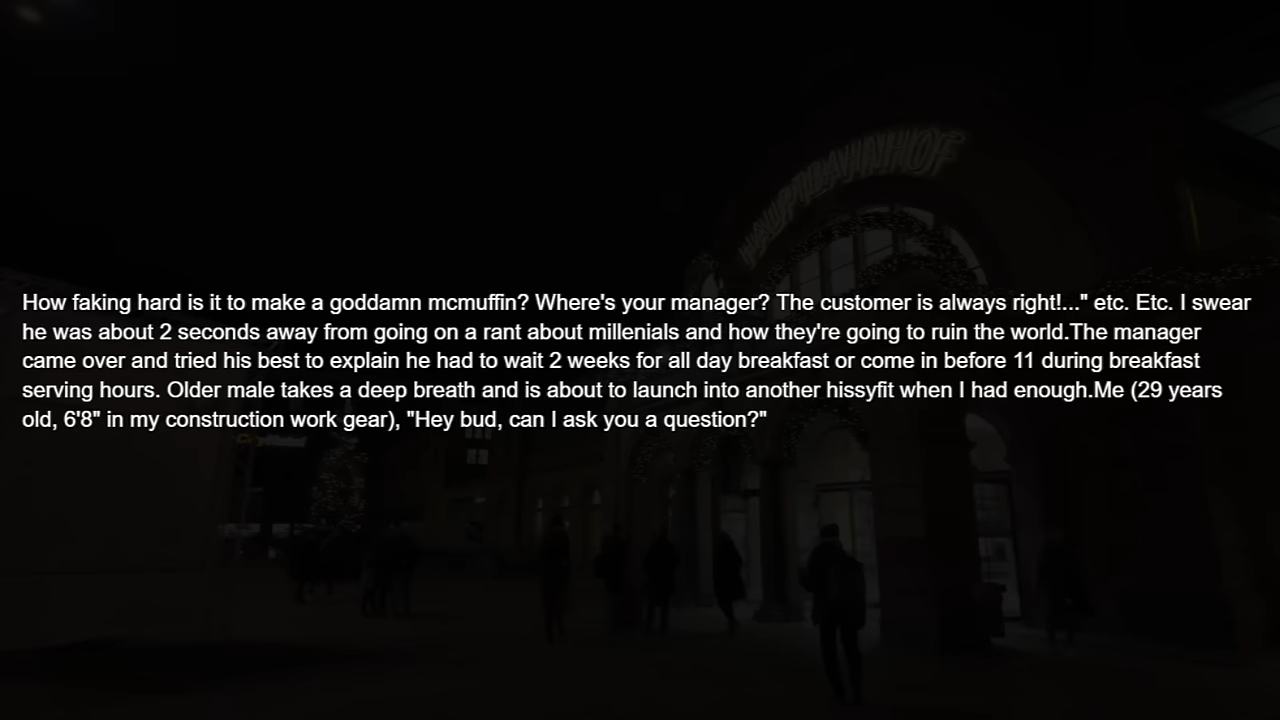 HAUPTBAHNHOF
How faking hard is it to make a goddamn mcmuffin? Where's your manager? The customer is always right!..." etc. Etc. I swear
he was about 2 seconds away from going on a rant about millenials and how they're going to ruin the world.The manager
came over and tried his best to explain he had to wait 2 weeks for all day breakfast or come in before 11 during breakfast
serving hours. Older male takes a deep breath and is about to launch into another hissyfit when I had enough.Me (29 years
old, 6'8" in my construction work gear), "Hey bud, can I ask you a question?"